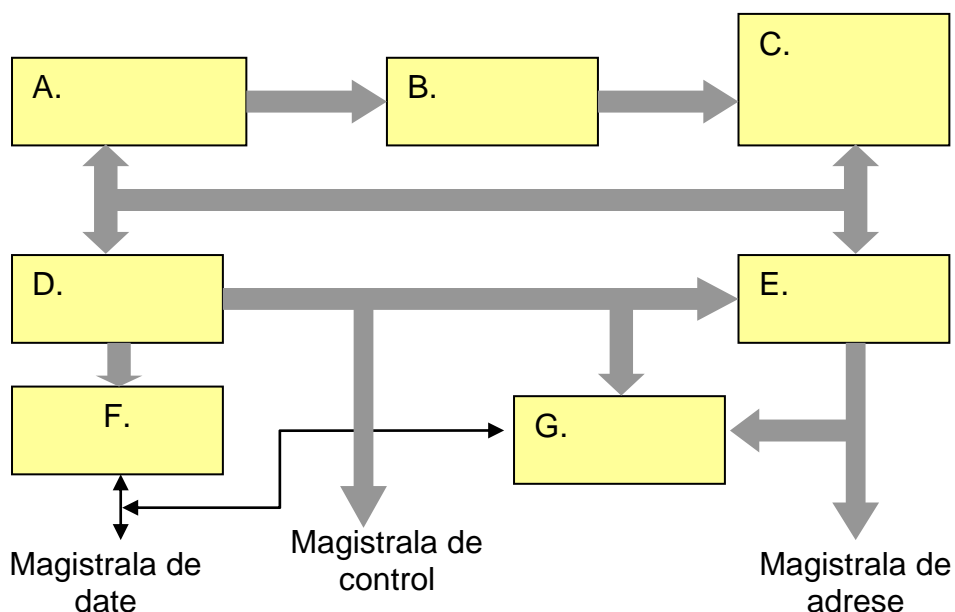 A.
B.
C.
D.
E.
F.
G.
Magistrala de
date
Magistrala de
control
Magistrala de
adrese